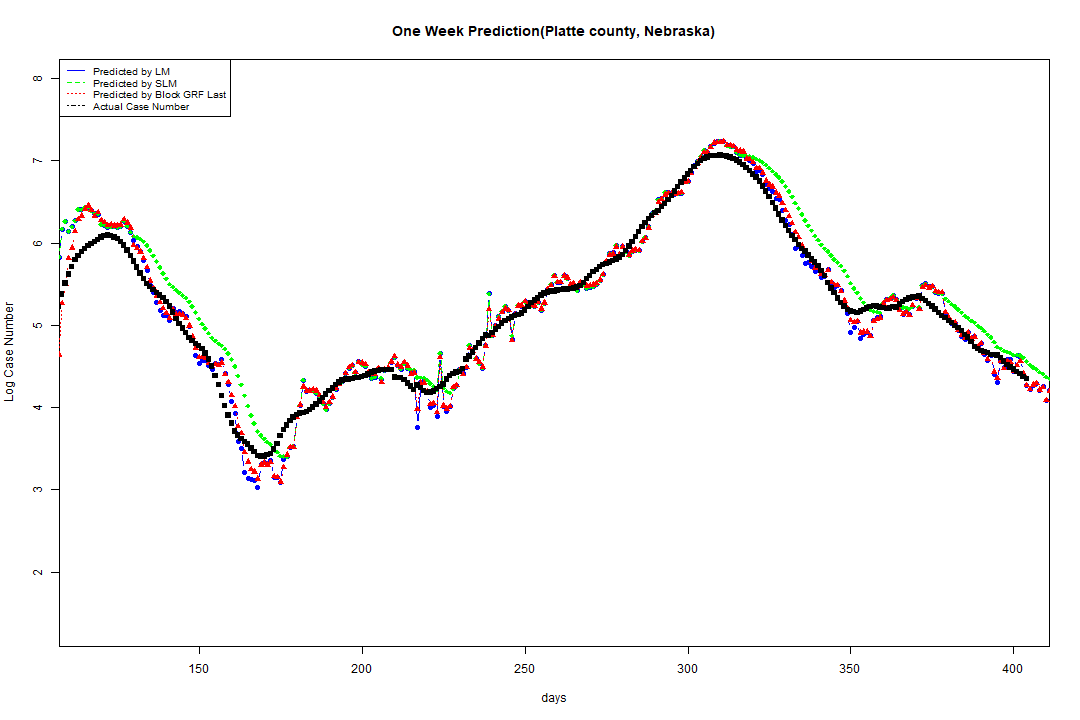 One Week Prediction(Platte county, Nebraska)
Predicted by LM
Predicted by SLM
Predicted by Block GRF Last
Actual Case Number
8
7
6
5
4
3
2
Log Case Number
150 200 250 300 350 400
days